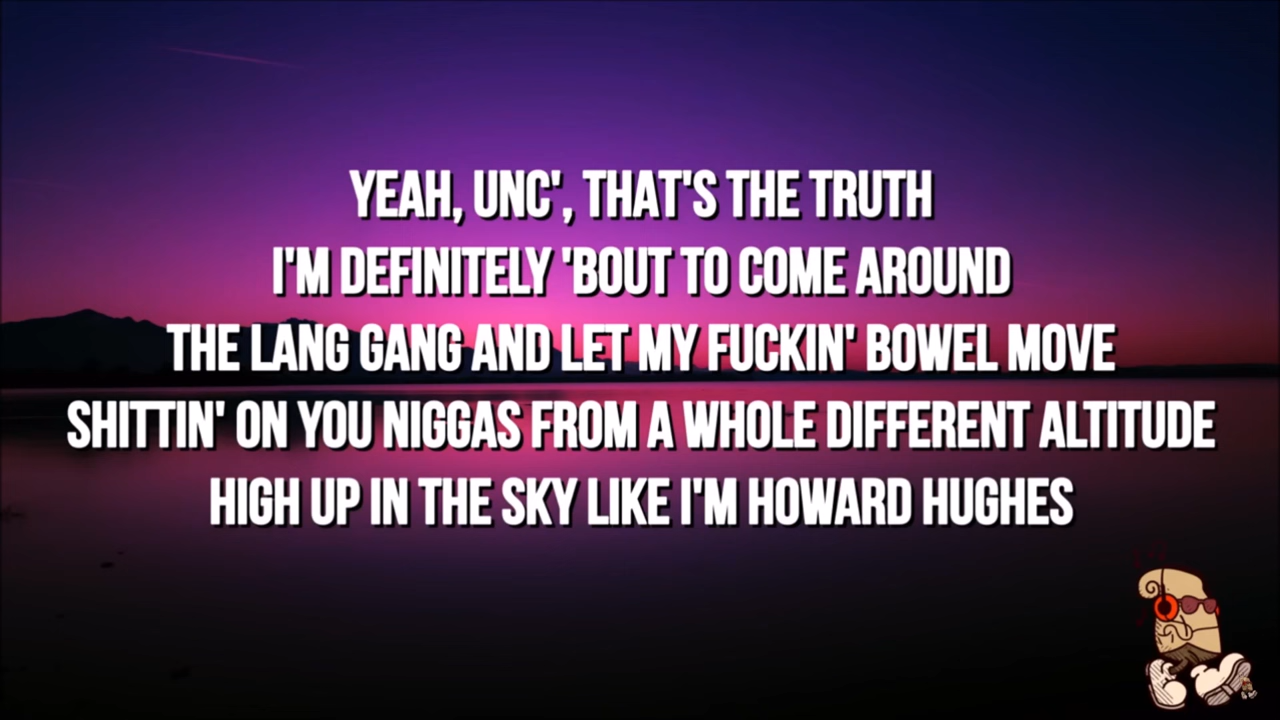 YEAH, UNC', THAT'S THE TRUTH
I'M DEFINITELY 'BOUT TO COME AROUND
THE LANG GANG AND LET MY FUCKIN' BOWEL MOVE
SHITTIN' ON YOU NIGGAS FROM A WHOLE DIFFERENT ALTITUDE
HIGH UP IN THE SKY LIKE I'M HOWARD HUGHES